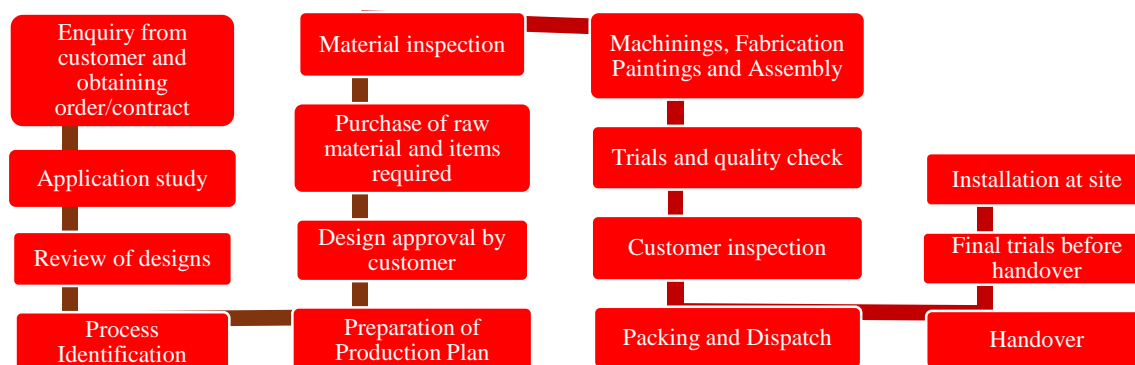 Enquiry from
customer and
obtaining
order/contract
Application study
Review of designs
Process
Identification
Material inspection
Purchase of raw
material and items
required
Design approval by
customer
Preparation of
Production Plan
Machinings, Fabrication
Paintings and Assembly
Trials and quality check
Customer inspection
Packing and Dispatch
Installation at site
Final trials before
handover
Handover